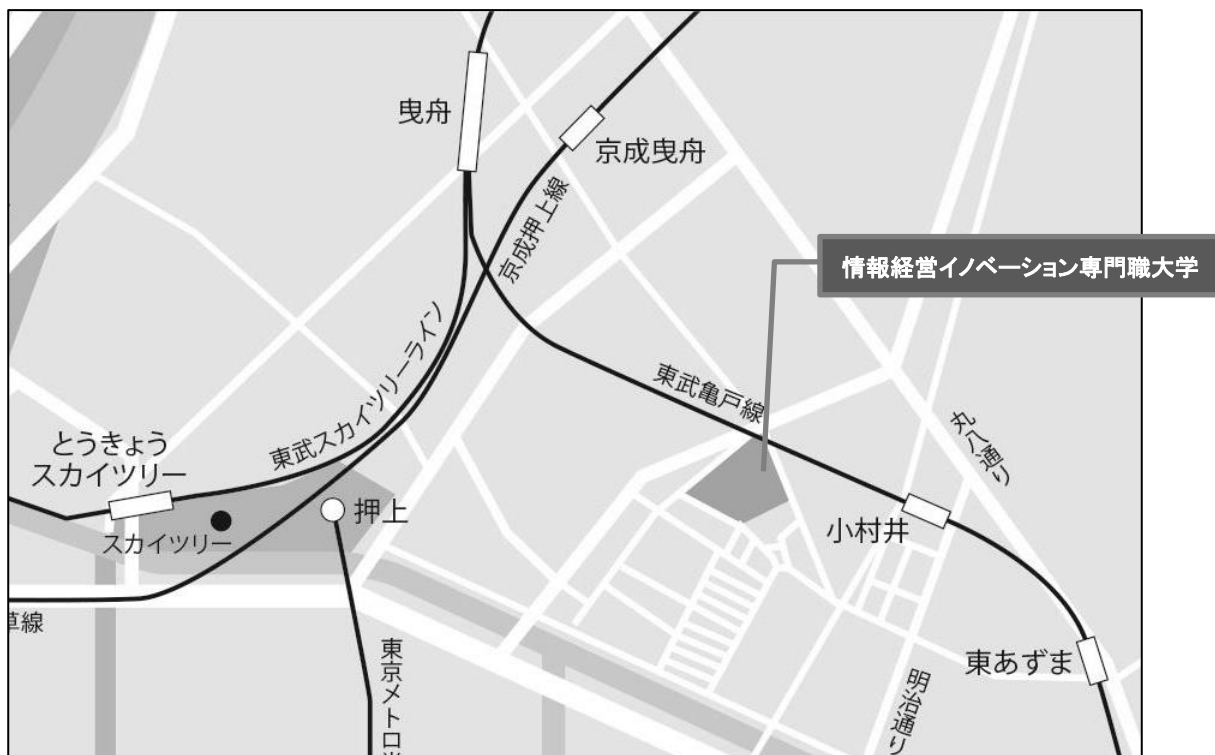 曳舟
京成曳舟
京成押上線
情報経営イノベーション専門職大学
東武スカイツリーライン
東武亀戸線
丸八通り
とうきょう
スカイツリー
押上
スカイツリー
小村井
草線
東京メトロ半
東あずま
明治通り